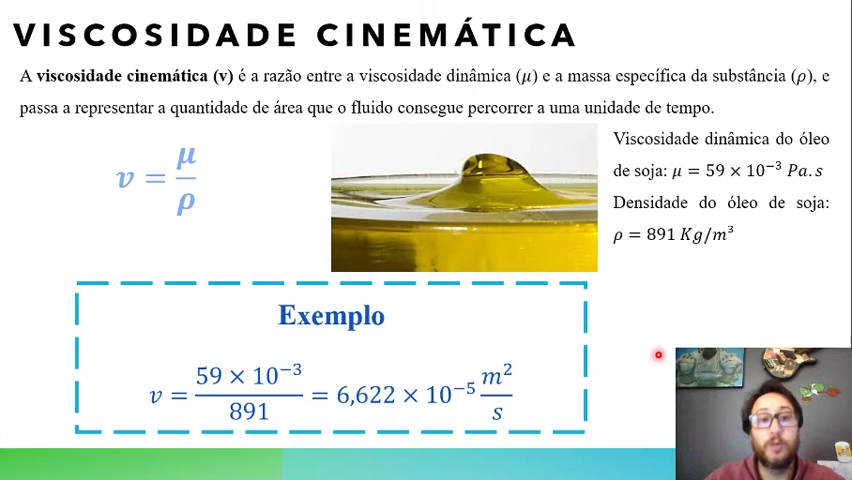 VISCOSIDADE CINEMÁTICA
A viscosidade cinemática (v) é a razão entre a viscosidade dinâmica (μ) e a massa específica da substância (ρ), e
passa a representar a quantidade de área que o fluido consegue percorrer a uma unidade de tempo.
v = μ/ρ
Viscosidade dinâmica do óleo
de soja: μ = 59 × 10⁻³ Pa.s
Densidade do óleo de soja:
ρ = 891 Kg/m³
Exemplo
v = 59 × 10⁻³/891 = 6,622 × 10⁻⁵ m²/s